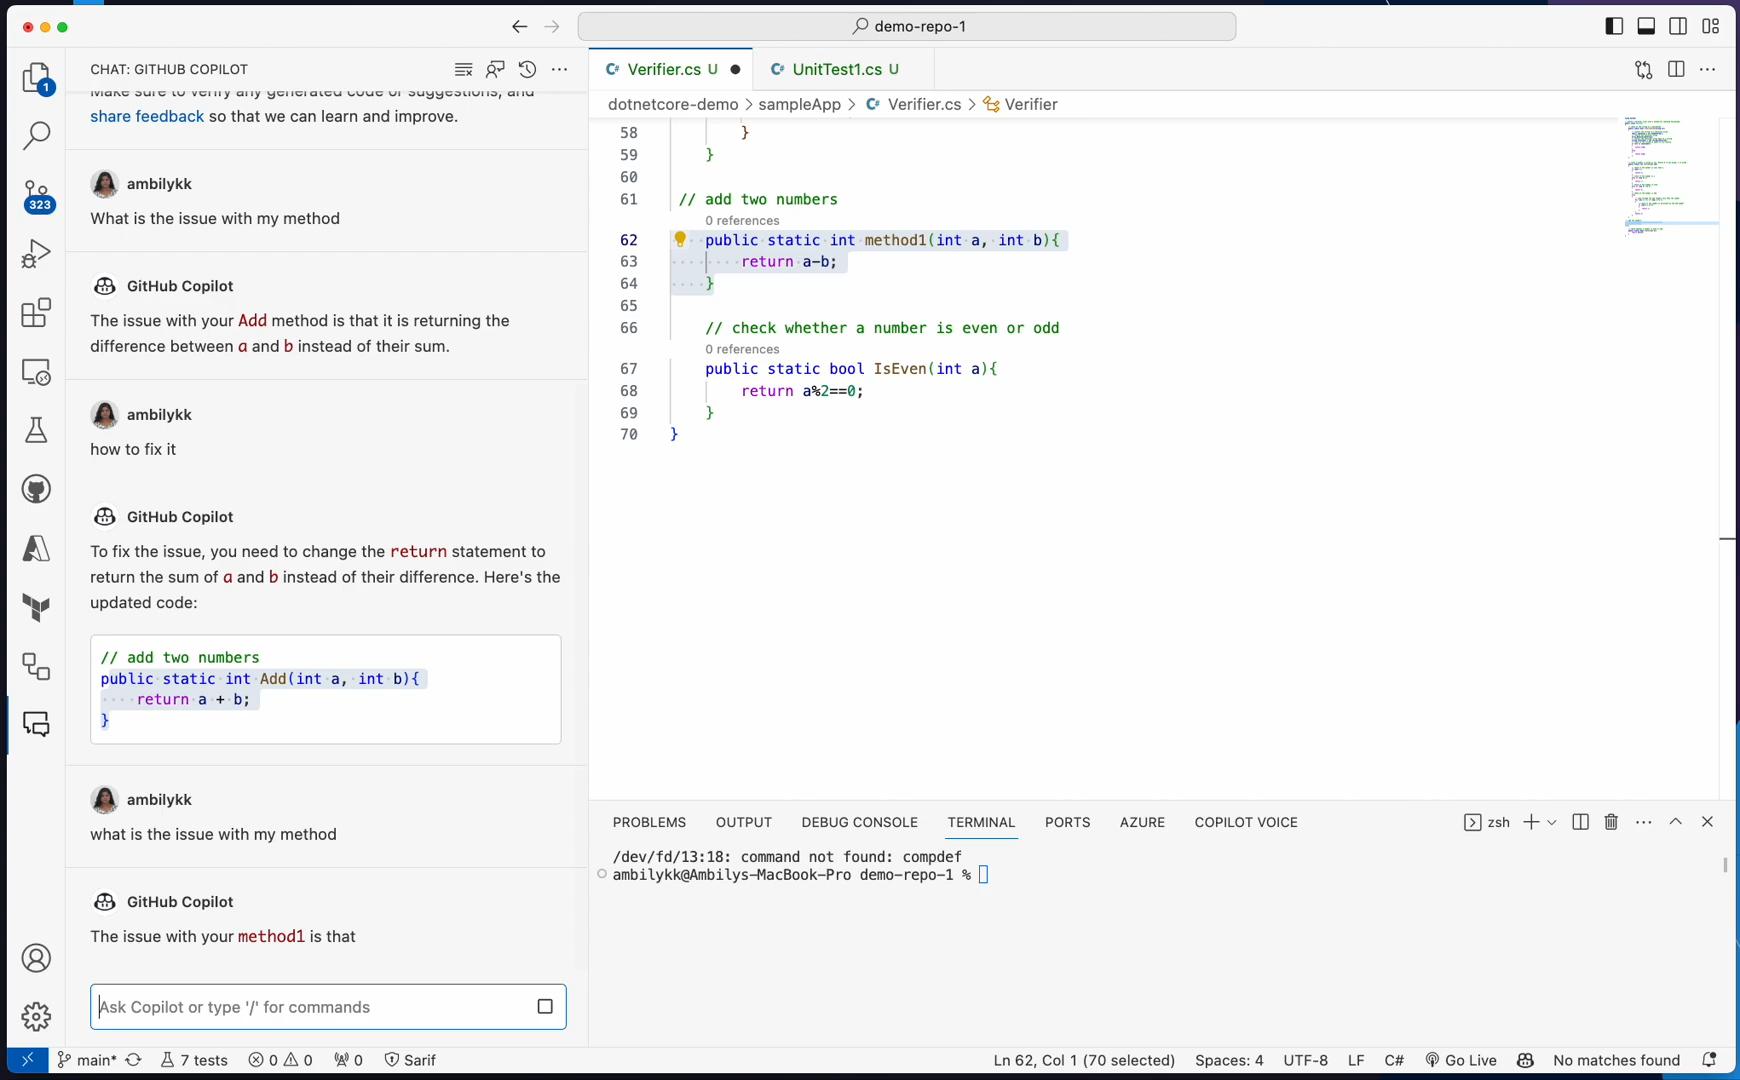 demo-repo-1
CHAT: GITHUB COPILOT
Make sure to verify any generated code or suggestions, and
share feedback so that we can learn and improve.
ambilykk
What is the issue with my method
GitHub Copilot
The issue with your Add method is that it is returning the
difference between a and b instead of their sum.
ambilykk
how to fix it
GitHub Copilot
To fix the issue, you need to change the return statement to
return the sum of a and b instead of their difference. Here's the
updated code:
// add two numbers
public static int Add(int a, int b){
return a + b;
}
ambilykk
what is the issue with my method
GitHub Copilot
The issue with your method1 is that
Ask Copilot or type '/' for commands
1
323
Verifier.cs U
UnitTest1.cs U
dotnetcore-demo > sampleApp > Verifier.cs > Verifier
58 }
59 }
60
61 // add two numbers
0 references
62 public static int method1(int a, int b){
63 return a-b;
64 }
65
66 // check whether a number is even or odd
0 references
67 public static bool IsEven(int a){
68 return a%2==0;
69 }
70 }
PROBLEMS OUTPUT DEBUG CONSOLE TERMINAL PORTS AZURE COPILOT VOICE
zsh
/dev/fd/13:18: command not found: compdef
ambilykk@Ambilys-MacBook-Pro demo-repo-1 %
main* 7 tests 0 0 0 Sarif
Ln 62, Col 1 (70 selected) Spaces: 4 UTF-8 LF C# Go Live No matches found